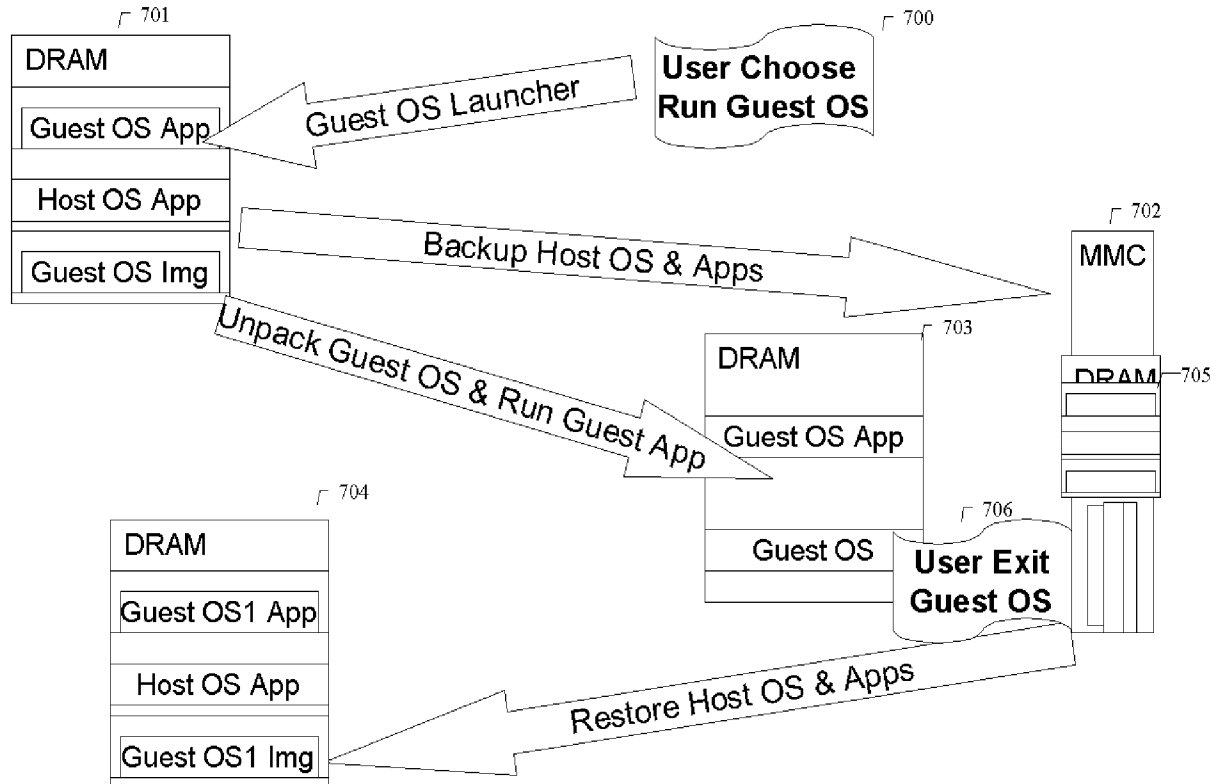 701
DRAM
Guest OS App
Host OS App
Guest OS Img
Guest OS Launcher
700
User Choose
Run Guest OS
Backup Host OS & Apps
702
MMC
Unpack Guest OS & Run Guest App
703
DRAM
Guest OS App
Guest OS
DRAM
705
706
User Exit
Guest OS
704
DRAM
Guest OS1 App
Host OS App
Guest OS1 Img
Restore Host OS & Apps